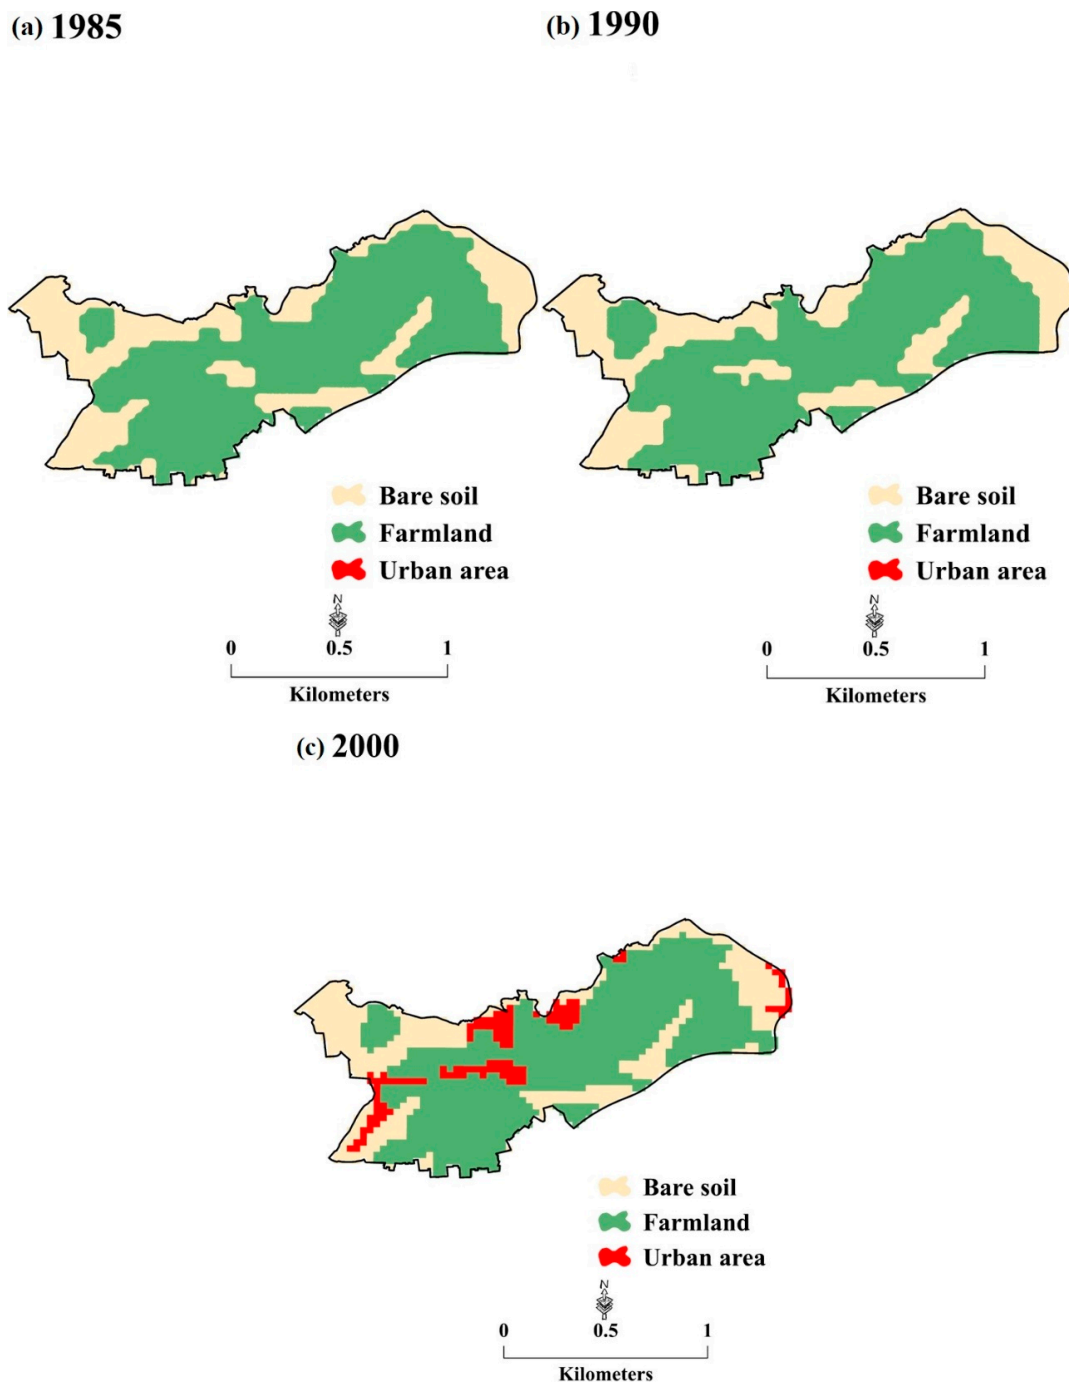 (a) 1985
(b) 1990
Bare soil
Farmland
Urban area
N
0 0.5 1
Kilometers
Bare soil
Farmland
Urban area
N
0 0.5 1
Kilometers
(c) 2000
Bare soil
Farmland
Urban area
N
0 0.5 1
Kilometers